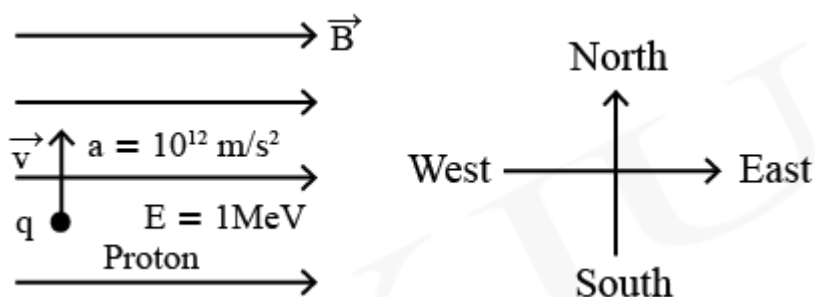 B
North
v a = 10¹² m/s²
West East
q E = 1MeV
Proton
South